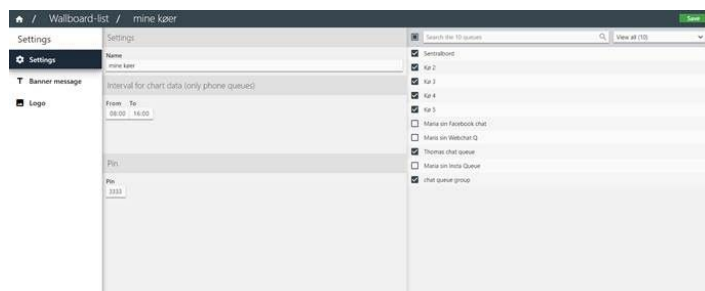 / Wallboard-list / mine køer
Save
Settings
Settings
Banner message
Logo
Settings
Name
mine køer
Interval for chart data (only phone queues)
From To
08:00 16:00
Pin
Pin
3333
Search the 10 queues
View all (10)
Sentralbord
Kø 2
Kø 3
Kø 4
Kø 5
Maria sin Facebook chat
Maria sin Webchat Q
Thomas chat queue
Maria sin Insta Queue
chat queue group